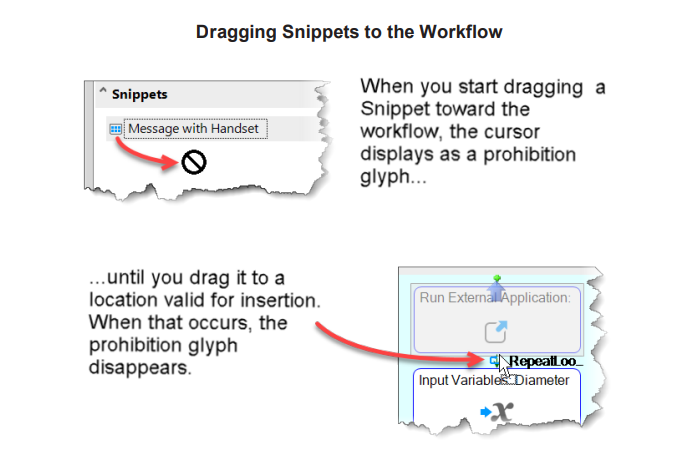 Dragging Snippets to the Workflow
Snippets
Message with Handset
When you start dragging a
Snippet toward the
workflow, the cursor
displays as a prohibition
glyph...
...until you drag it to a
location valid for insertion.
When that occurs, the
prohibition glyph
disappears.
Run External Application:
RepeatLoo_
Input Variables: Diameter